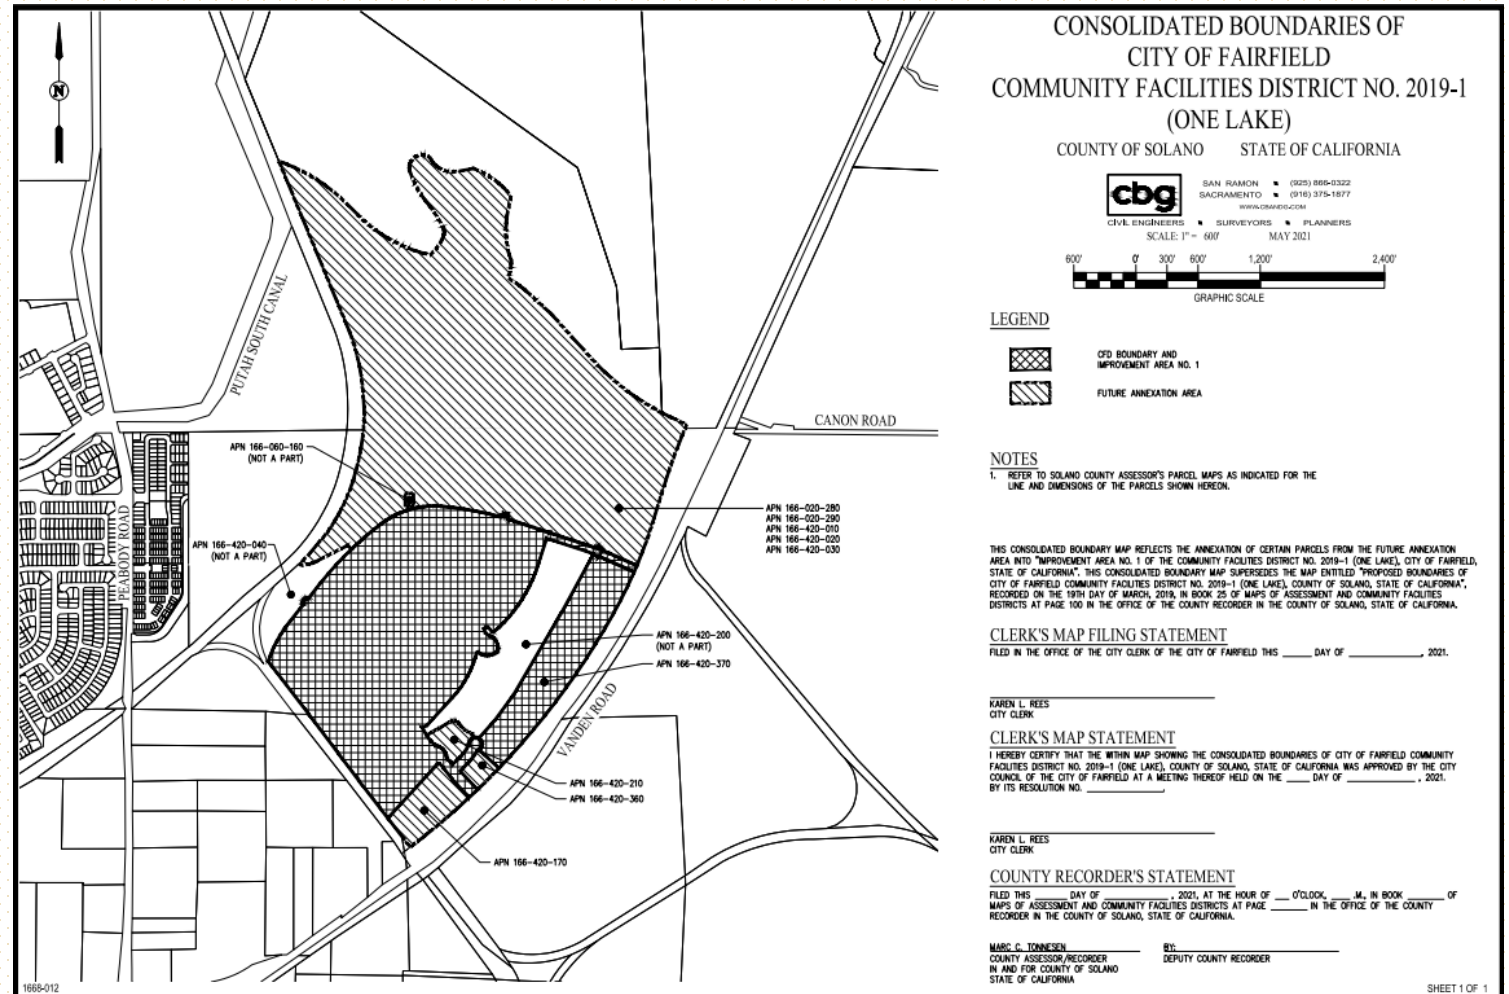 CONSOLIDATED BOUNDARIES OF
CITY OF FAIRFIELD
COMMUNITY FACILITIES DISTRICT NO. 2019-1
(ONE LAKE)
COUNTY OF SOLANO STATE OF CALIFORNIA
cbg
SAN RAMON ▪ (925) 866-0322
SACRAMENTO ▪ (916) 375-1877
WWW.CBANDG.COM
CIVIL ENGINEERS ▪ SURVEYORS ▪ PLANNERS
SCALE: 1" = 600' MAY 2021
600' 0' 300' 600' 1,200' 2,400'
GRAPHIC SCALE
LEGEND
CFD BOUNDARY AND
IMPROVEMENT AREA NO. 1
FUTURE ANNEXATION AREA
NOTES
1. REFER TO SOLANO COUNTY ASSESSOR'S PARCEL MAPS AS INDICATED FOR THE
LINE AND DIMENSIONS OF THE PARCELS SHOWN HEREON.
THIS CONSOLIDATED BOUNDARY MAP REFLECTS THE ANNEXATION OF CERTAIN PARCELS FROM THE FUTURE ANNEXATION
AREA INTO "IMPROVEMENT AREA NO. 1 OF THE COMMUNITY FACILITIES DISTRICT NO. 2019-1 (ONE LAKE), CITY OF FAIRFIELD,
STATE OF CALIFORNIA". THIS CONSOLIDATED BOUNDARY MAP SUPERSEDES THE MAP ENTITLED "PROPOSED BOUNDARIES OF
CITY OF FAIRFIELD COMMUNITY FACILITIES DISTRICT NO. 2019-1 (ONE LAKE), COUNTY OF SOLANO, STATE OF CALIFORNIA",
RECORDED ON THE 19TH DAY OF MARCH, 2019, IN BOOK 25 OF MAPS OF ASSESSMENT AND COMMUNITY FACILITIES
DISTRICTS AT PAGE 100 IN THE OFFICE OF THE COUNTY RECORDER IN THE COUNTY OF SOLANO, STATE OF CALIFORNIA.
CLERK'S MAP FILING STATEMENT
FILED IN THE OFFICE OF THE CITY CLERK OF THE CITY OF FAIRFIELD THIS _____ DAY OF _____________, 2021.
KAREN L. REES
CITY CLERK
CLERK'S MAP STATEMENT
I HEREBY CERTIFY THAT THE WITHIN MAP SHOWING THE CONSOLIDATED BOUNDARIES OF CITY OF FAIRFIELD COMMUNITY
FACILITIES DISTRICT NO. 2019-1 (ONE LAKE), COUNTY OF SOLANO, STATE OF CALIFORNIA WAS APPROVED BY THE CITY
COUNCIL OF THE CITY OF FAIRFIELD AT A MEETING THEREOF HELD ON THE ____ DAY OF _____________, 2021.
BY ITS RESOLUTION NO. ______________.
KAREN L. REES
CITY CLERK
COUNTY RECORDER'S STATEMENT
FILED THIS ______ DAY OF _____________, 2021, AT THE HOUR OF __ O'CLOCK, ___.M., IN BOOK ______ OF
MAPS OF ASSESSMENT AND COMMUNITY FACILITIES DISTRICTS AT PAGE ______ IN THE OFFICE OF THE COUNTY
RECORDER IN THE COUNTY OF SOLANO, STATE OF CALIFORNIA.
MARC C. TONNESEN
COUNTY ASSESSOR/RECORDER
IN AND FOR COUNTY OF SOLANO
STATE OF CALIFORNIA
BY:
DEPUTY COUNTY RECORDER
SHEET 1 OF 1
N
PUTAH SOUTH CANAL
CANON ROAD
PEABODY ROAD
VANDEN ROAD
APN 166-060-160
(NOT A PART)
APN 166-420-040
(NOT A PART)
APN 166-020-280
APN 166-020-290
APN 166-420-010
APN 166-420-020
APN 166-420-030
APN 166-420-200
(NOT A PART)
APN 166-420-370
APN 166-420-210
APN 166-420-360
APN 166-420-170
1668-012